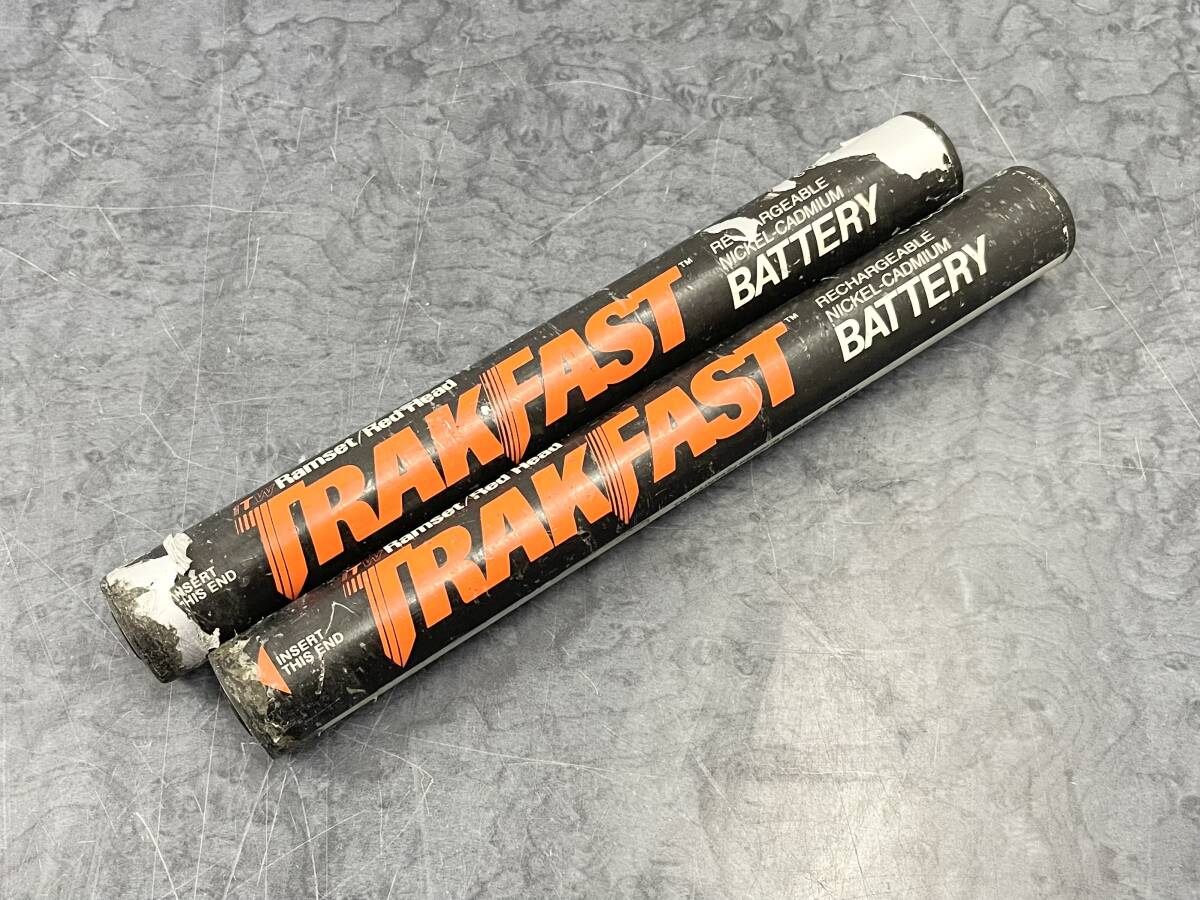 ITW Ramset/Red Head
TRAKFAST™
RECHARGEABLE
NICKEL-CADMIUM
BATTERY
INSERT
THIS END
ITW Ramset/Red Head
TRAKFAST™
RECHARGEABLE
NICKEL-CADMIUM
BATTERY
INSERT
THIS END